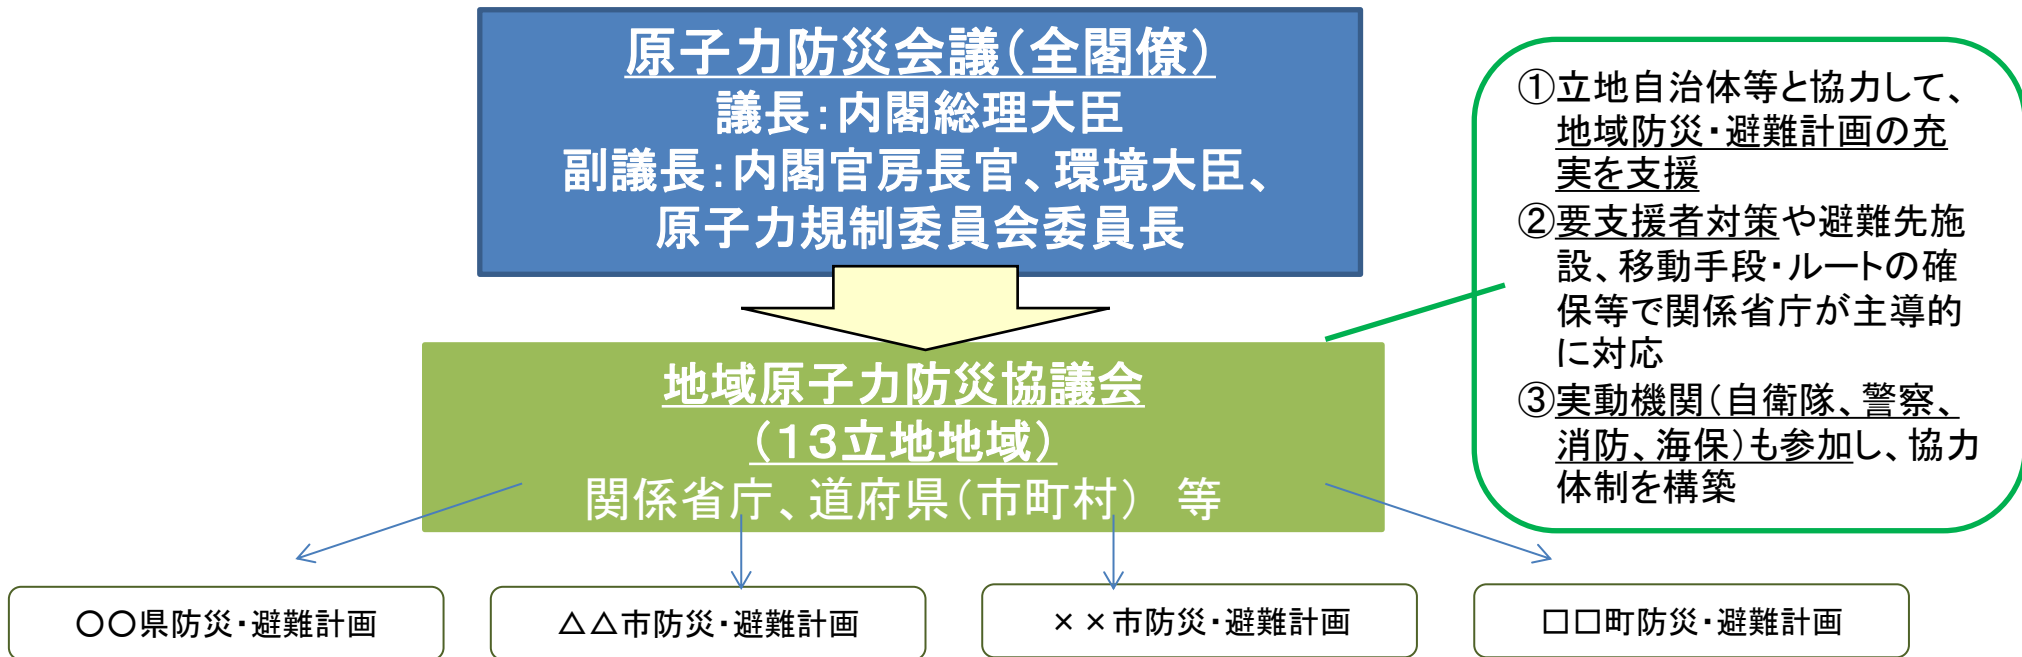 原子力防災会議（全閣僚）
議長：内閣総理大臣
副議長：内閣官房長官、環境大臣、
原子力規制委員会委員長
①立地自治体等と協力して、
地域防災・避難計画の充
実を支援
②要支援者対策や避難先施
設、移動手段・ルートの確
保等で関係省庁が主導的
に対応
③実動機関（自衛隊、警察、
消防、海保）も参加し、協力
体制を構築
地域原子力防災協議会
（１３立地地域）
関係省庁、道府県（市町村）　等
〇〇県防災・避難計画
△△市防災・避難計画
××市防災・避難計画
□□町防災・避難計画